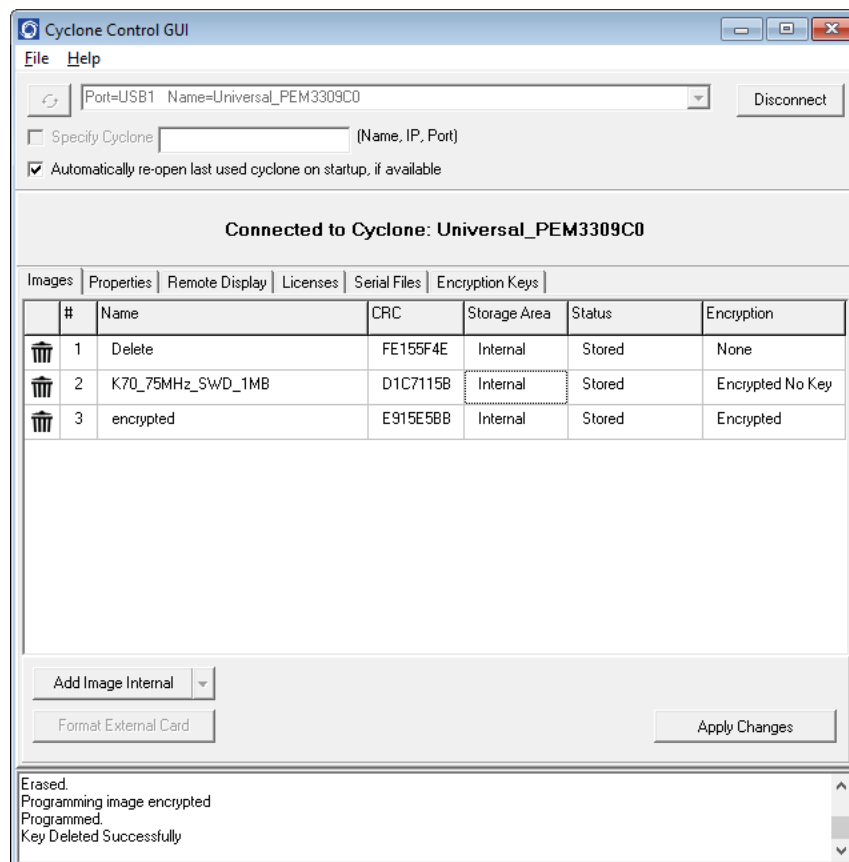 Cyclone Control GUI
File Help
Port=USB1 Name=Universal_PEM3309C0
Disconnect
Specify Cyclone (Name, IP, Port)
Automatically re-open last used cyclone on startup, if available
Connected to Cyclone: Universal_PEM3309C0
Images Properties Remote Display Licenses Serial Files Encryption Keys
# Name CRC Storage Area Status Encryption
1 Delete FE155F4E Internal Stored None
2 K70_75MHz_SWD_1MB D1C7115B Internal Stored Encrypted No Key
3 encrypted E915E5BB Internal Stored Encrypted
Add Image Internal
Format External Card
Apply Changes
Erased.
Programming image encrypted
Programmed.
Key Deleted Successfully